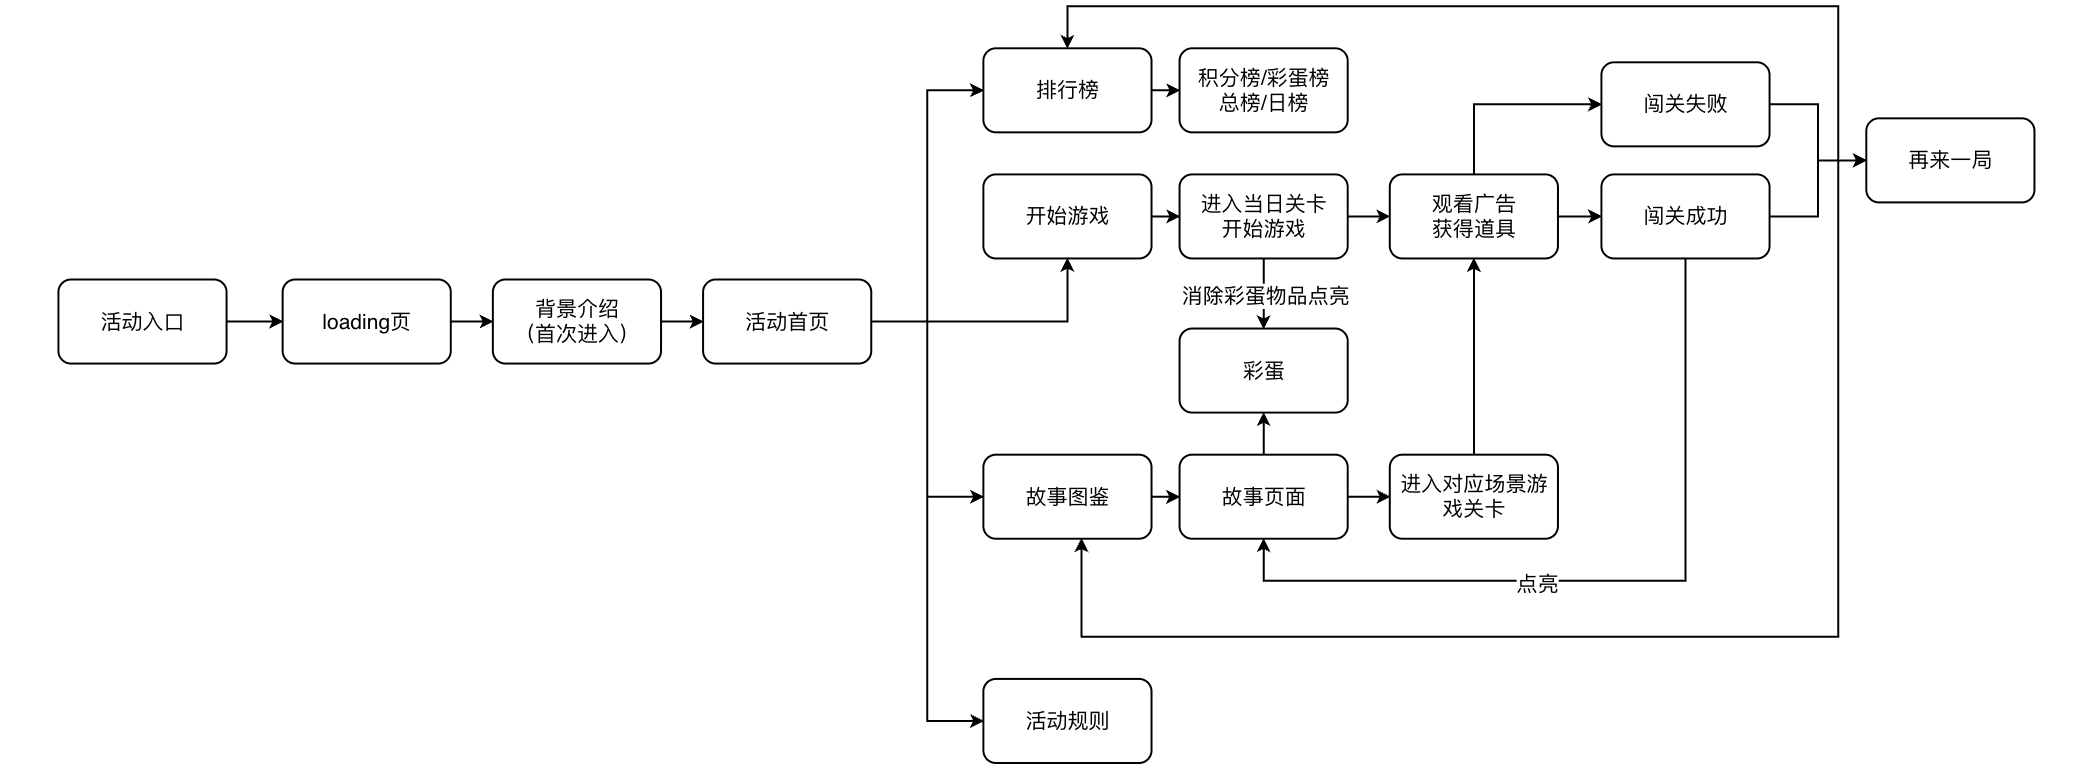 排行榜
积分榜/彩蛋榜
总榜/日榜
闯关失败
再来一局
开始游戏
进入当日关卡
开始游戏
观看广告
获得道具
闯关成功
消除彩蛋物品点亮
活动入口
loading页
背景介绍
（首次进入）
活动首页
彩蛋
故事图鉴
故事页面
进入对应场景游
戏关卡
点亮
活动规则